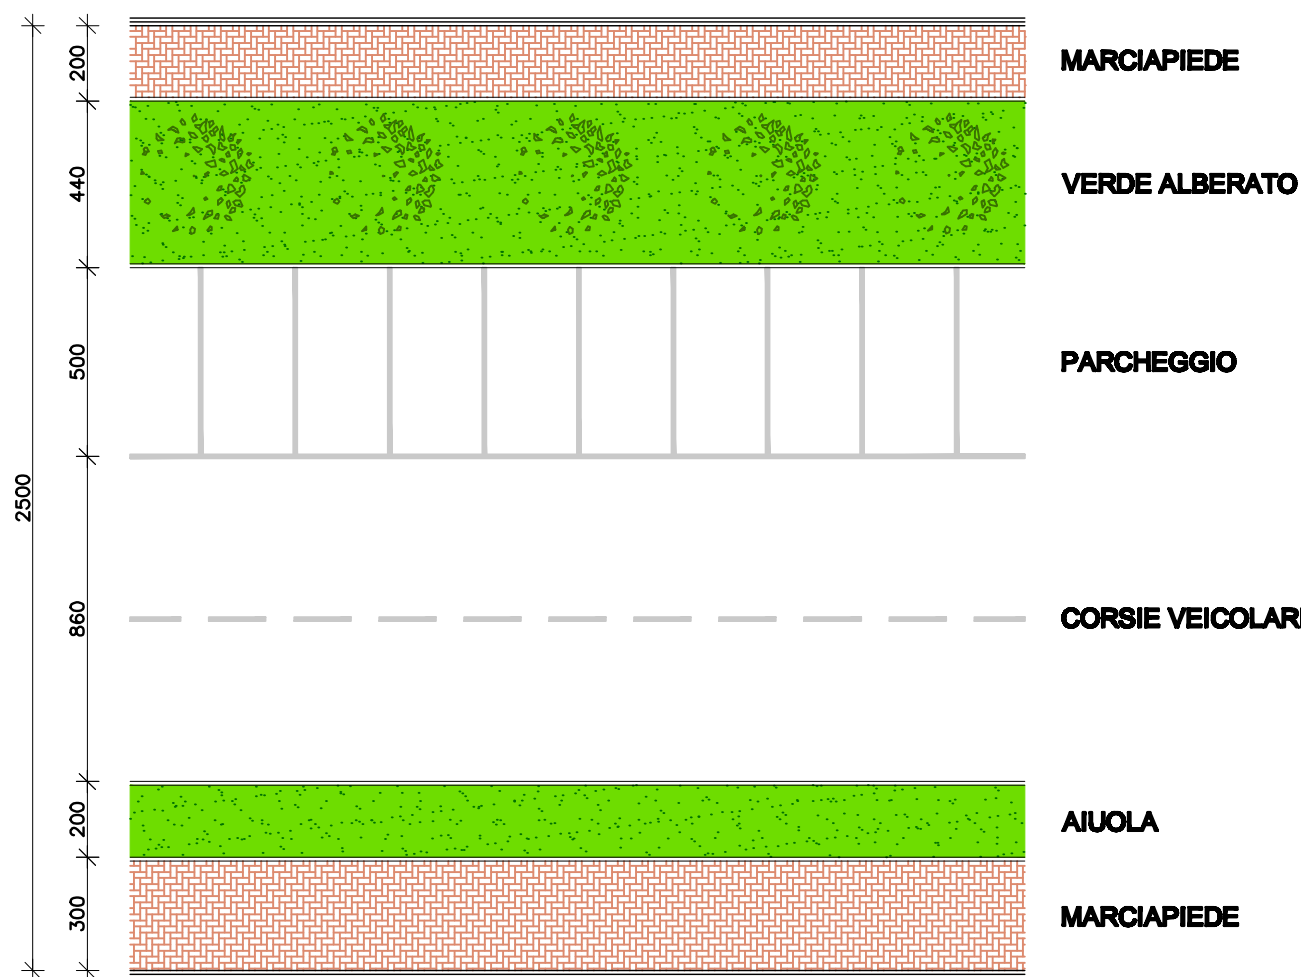 200
MARCIAPIEDE
440
VERDE ALBERATO
500
PARCHEGGIO
2500
860
CORSIE VEICOLARI
200
AIUOLA
300
MARCIAPIEDE